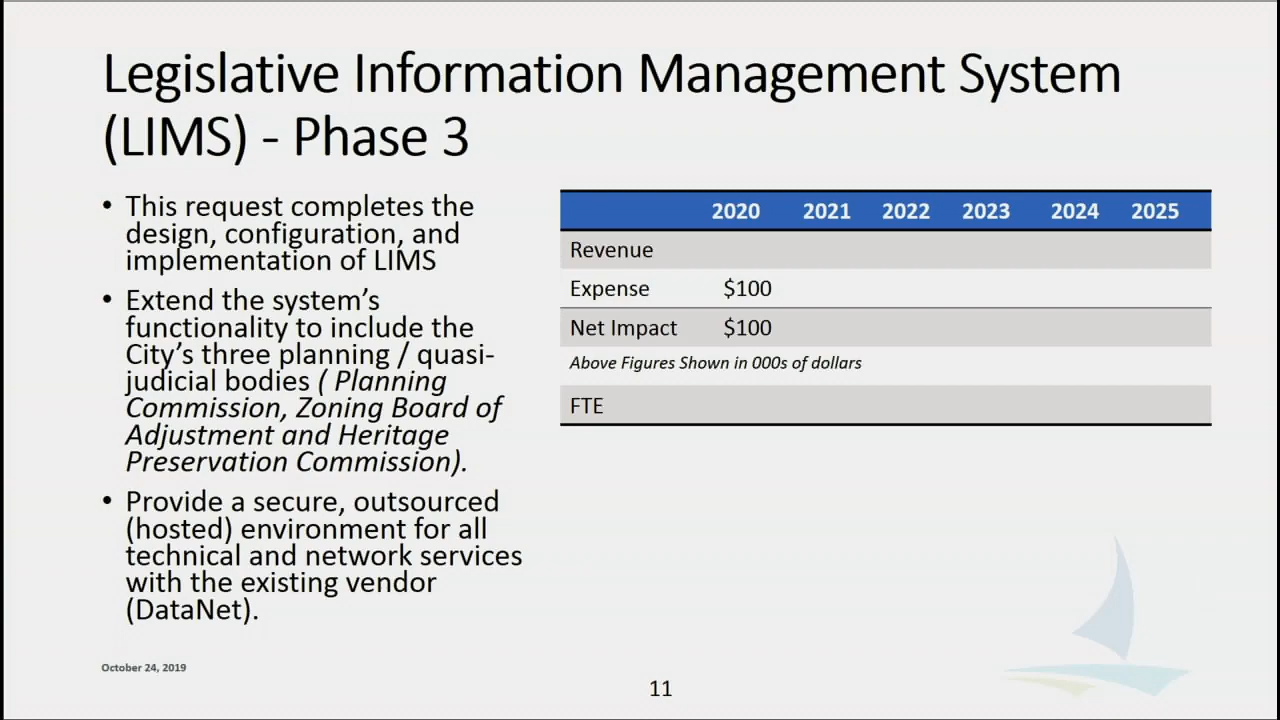 Legislative Information Management System
(LIMS) - Phase 3
• This request completes the
design, configuration, and
implementation of LIMS
• Extend the system’s
functionality to include the
City’s three planning / quasi-
judicial bodies ( Planning
Commission, Zoning Board of
Adjustment and Heritage
Preservation Commission).
• Provide a secure, outsourced
(hosted) environment for all
technical and network services
with the existing vendor
(DataNet).
2020 2021 2022 2023 2024 2025
Revenue
Expense $100
Net Impact $100
Above Figures Shown in 000s of dollars
FTE
October 24, 2019
11